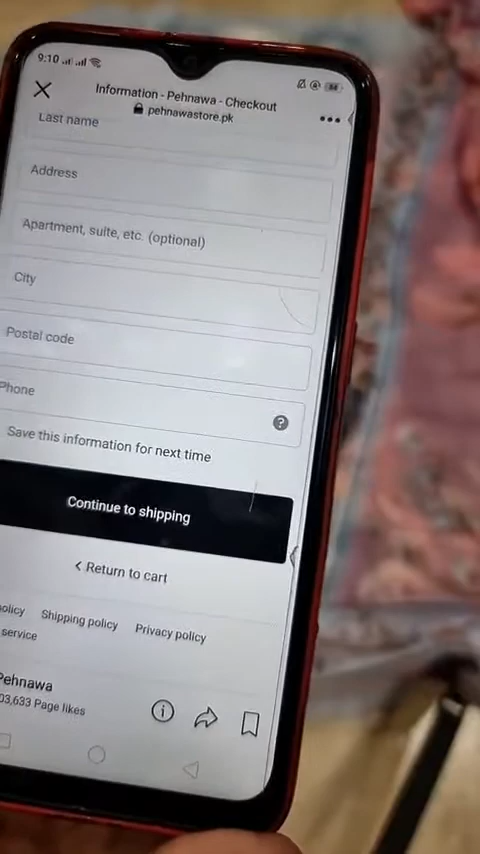 9:10
Information - Pehnawa - Checkout
pehnawastore.pk
Last name
Address
Apartment, suite, etc. (optional)
City
Postal code
Phone
Save this information for next time
Continue to shipping
Return to cart
olicy Shipping policy Privacy policy
service
Pehnawa
03,633 Page likes